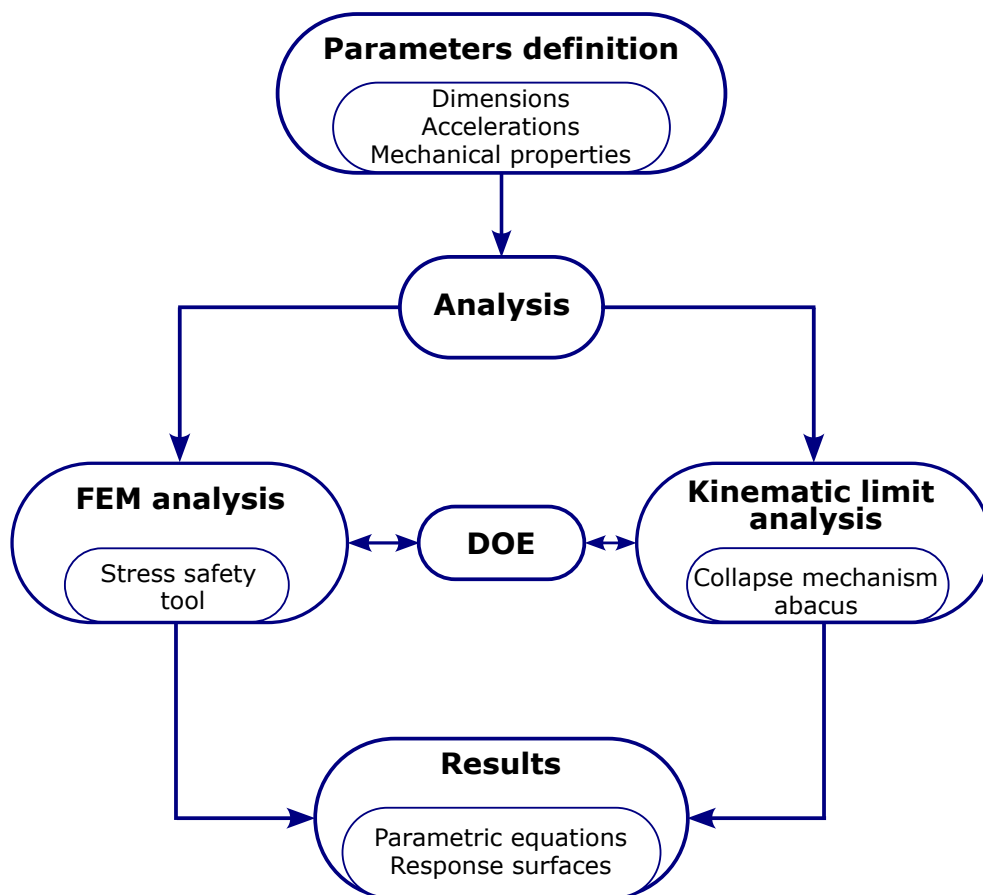 Parameters definition
Dimensions
Accelerations
Mechanical properties
Analysis
FEM analysis
Stress safety
tool
DOE
Kinematic limit
analysis
Collapse mechanism
abacus
Results
Parametric equations
Response surfaces